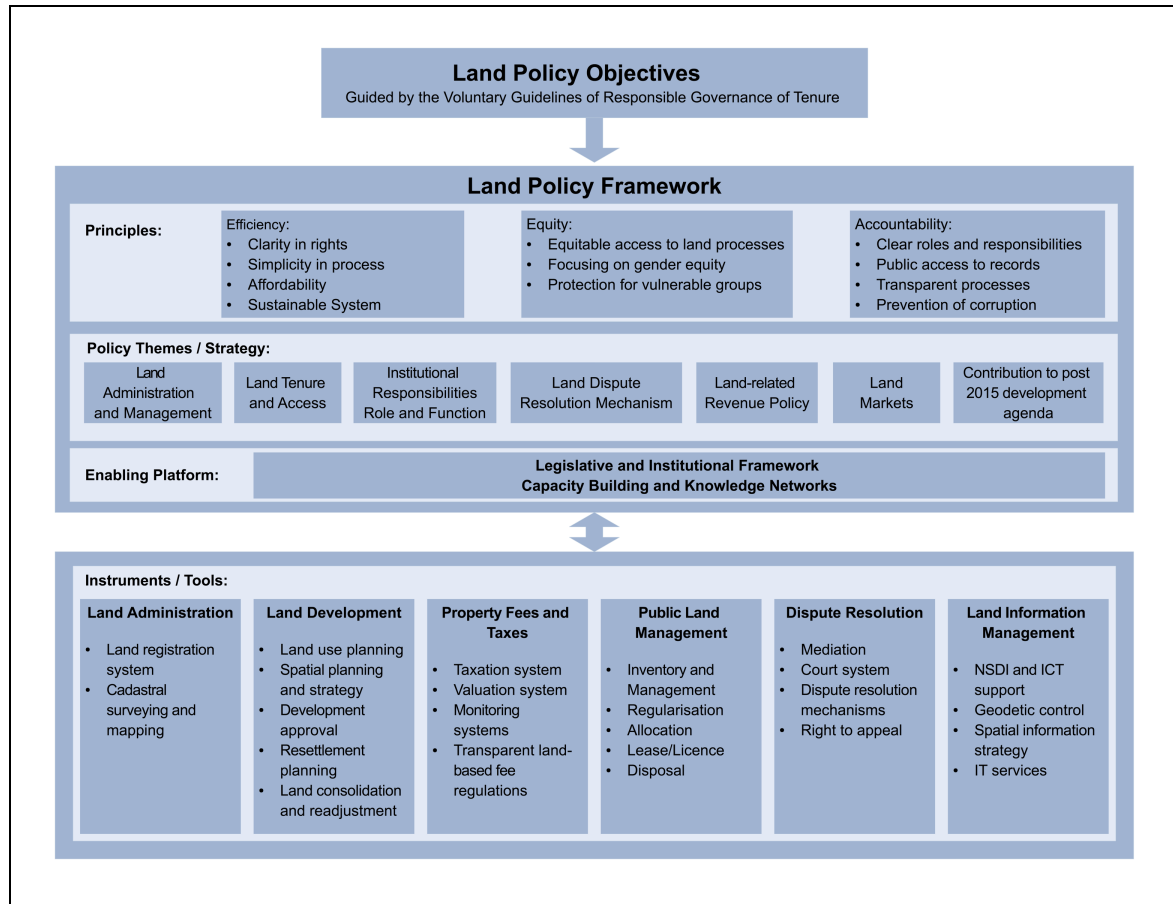 Land Policy Objectives
Guided by the Voluntary Guidelines of Responsible Governance of Tenure
Land Policy Framework
Principles:
Efficiency:
• Clarity in rights
• Simplicity in process
• Affordability
• Sustainable System
Equity:
• Equitable access to land processes
• Focusing on gender equity
• Protection for vulnerable groups
Accountability:
• Clear roles and responsibilities
• Public access to records
• Transparent processes
• Prevention of corruption
Policy Themes / Strategy:
Land
Administration
and Management
Land Tenure
and Access
Institutional
Responsibilities
Role and Function
Land Dispute
Resolution Mechanism
Land-related
Revenue Policy
Land
Markets
Contribution to post
2015 development
agenda
Enabling Platform:
Legislative and Institutional Framework
Capacity Building and Knowledge Networks
Instruments / Tools:
Land Administration
• Land registration
system
• Cadastral
surveying and
mapping
Land Development
• Land use planning
• Spatial planning
and strategy
• Development
approval
• Resettlement
planning
• Land consolidation
and readjustment
Property Fees and
Taxes
• Taxation system
• Valuation system
• Monitoring
systems
• Transparent land-
based fee
regulations
Public Land
Management
• Inventory and
Management
• Regularisation
• Allocation
• Lease/Licence
• Disposal
Dispute Resolution
• Mediation
• Court system
• Dispute resolution
mechanisms
• Right to appeal
Land Information
Management
• NSDI and ICT
support
• Geodetic control
• Spatial information
strategy
• IT services